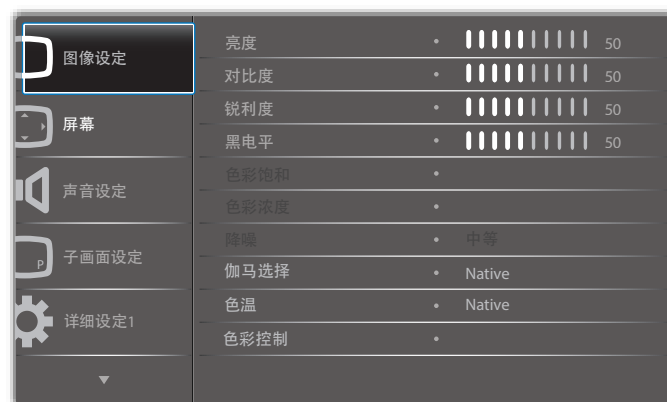 图像设定
屏幕
声音设定
P
子画面设定
详细设定1
亮度 • 50
对比度 • 50
锐利度 • 50
黑电平 • 50
色彩饱和 •
色彩浓度 •
降噪 • 中等
伽马选择 • Native
色温 • Native
色彩控制 •